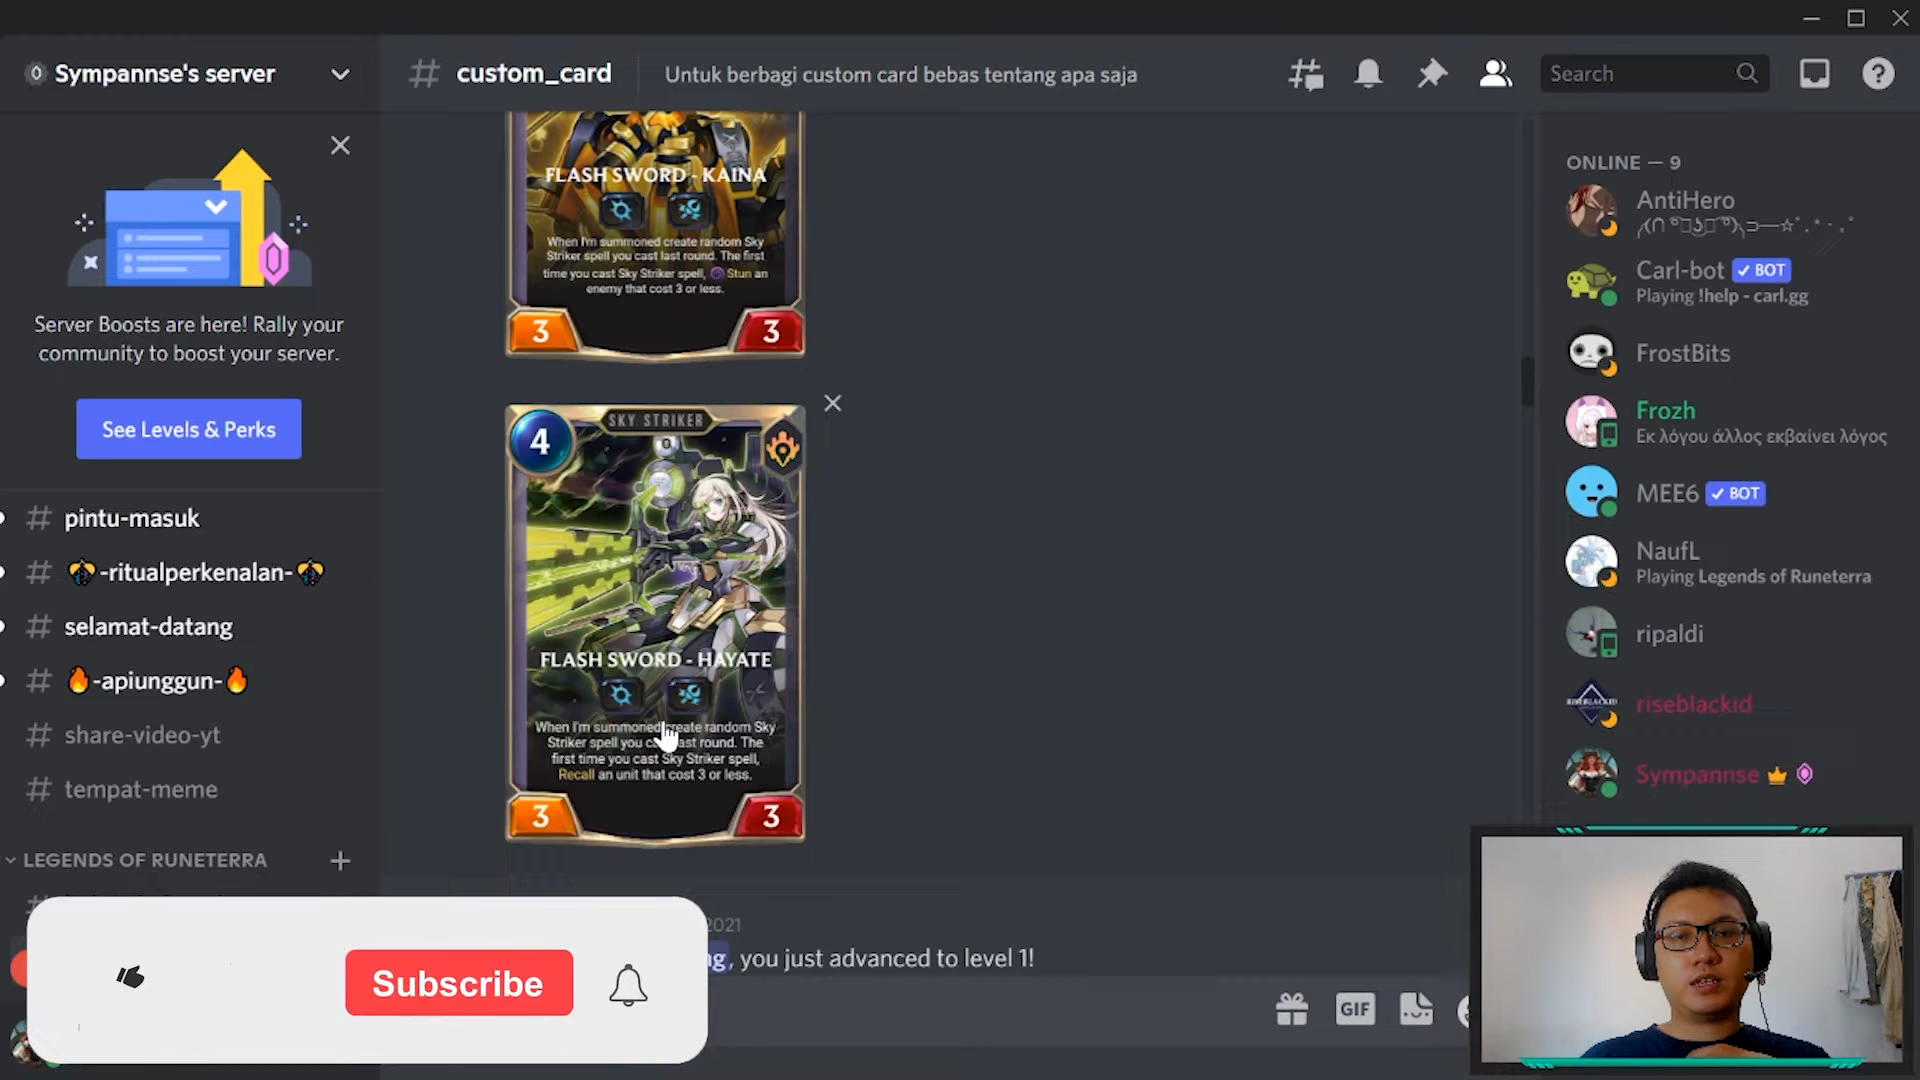 Sympannse's server
# custom_card
Untuk berbagi custom card bebas tentang apa saja
Search
Server Boosts are here! Rally your
community to boost your server.
See Levels & Perks
# pintu-masuk
# -ritualperkenalan-
# selamat-datang
# 🔥-apiunggun-🔥
# share-video-yt
# tempat-meme
LEGENDS OF RUNETERRA
FLASH SWORD - KAINA
When I'm summoned create random Sky
Striker spell you cast last round. The first
time you cast Sky Striker spell, Stun an
enemy that cost 3 or less.
3
3
SKY STRIKER
4
FLASH SWORD - HAYATE
When I'm summoned create random Sky
Striker spell you cast last round. The
first time you cast Sky Striker spell,
Recall an unit that cost 3 or less.
3
3
2021
ng, you just advanced to level 1!
GIF
Subscribe
ONLINE — 9
AntiHero
Carl-bot ✓ BOT
Playing !help - carl.gg
FrostBits
Frozh
Εκ λόγου άλλος εκβαίνει λόγος
MEE6 ✓ BOT
NaufL
Playing Legends of Runeterra
ripaldi
riseblackid
Sympannse